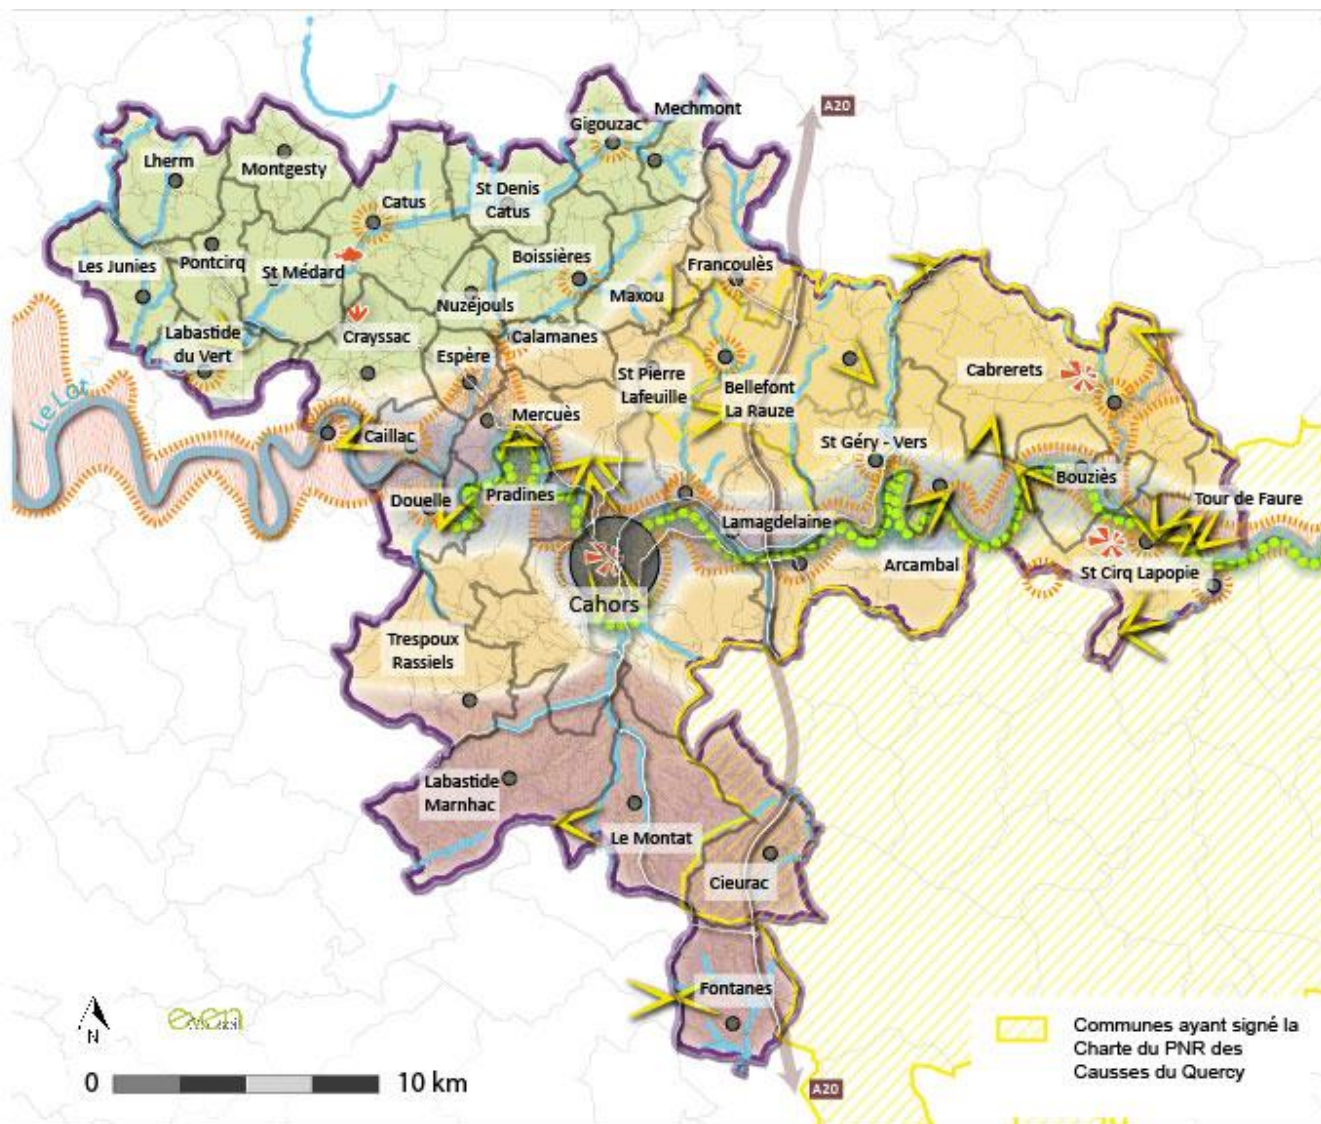 A20
Mechmont
Gigouzac
Lherm
Montgesty
Catus
St Denis
Catus
Les Junies
Pontcirq
St Médard
Boissières
Francoulès
Maxou
Nuzéjouls
Labastide
du Vert
Crayssac
Calamanes
Espère
Cabrerets
St Pierre
Lafeuille
Bellefont
La Rauze
Le Lot
Mercuès
Caillac
St Géry - Vers
Bouziès
Douelle
Pradines
Tour de Faure
Lamagdelaine
Arcambal
St Cirq Lapopie
Cahors
Trespoux
Rassiels
Labastide
Marnhac
Le Montat
Cieurac
Fontanes
N
0
10 km
A20
Communes ayant signé la
Charte du PNR des
Causses du Quercy